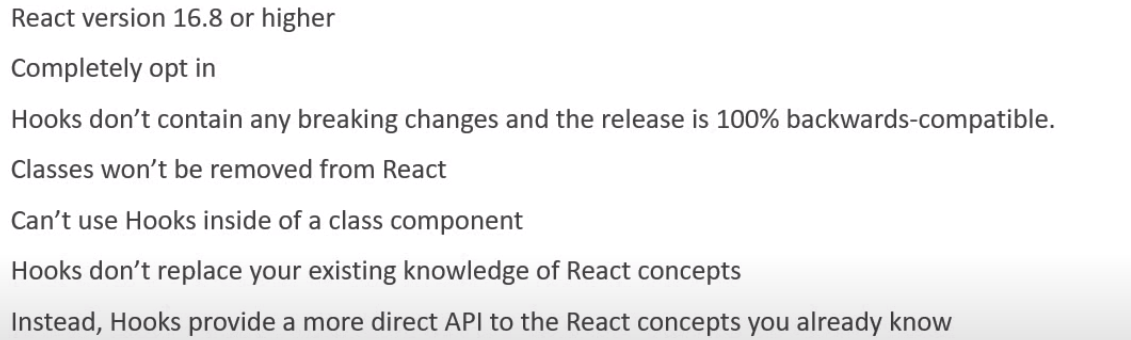 React version 16.8 or higher
Completely opt in
Hooks don’t contain any breaking changes and the release is 100% backwards-compatible.
Classes won’t be removed from React
Can’t use Hooks inside of a class component
Hooks don’t replace your existing knowledge of React concepts
Instead, Hooks provide a more direct API to the React concepts you already know